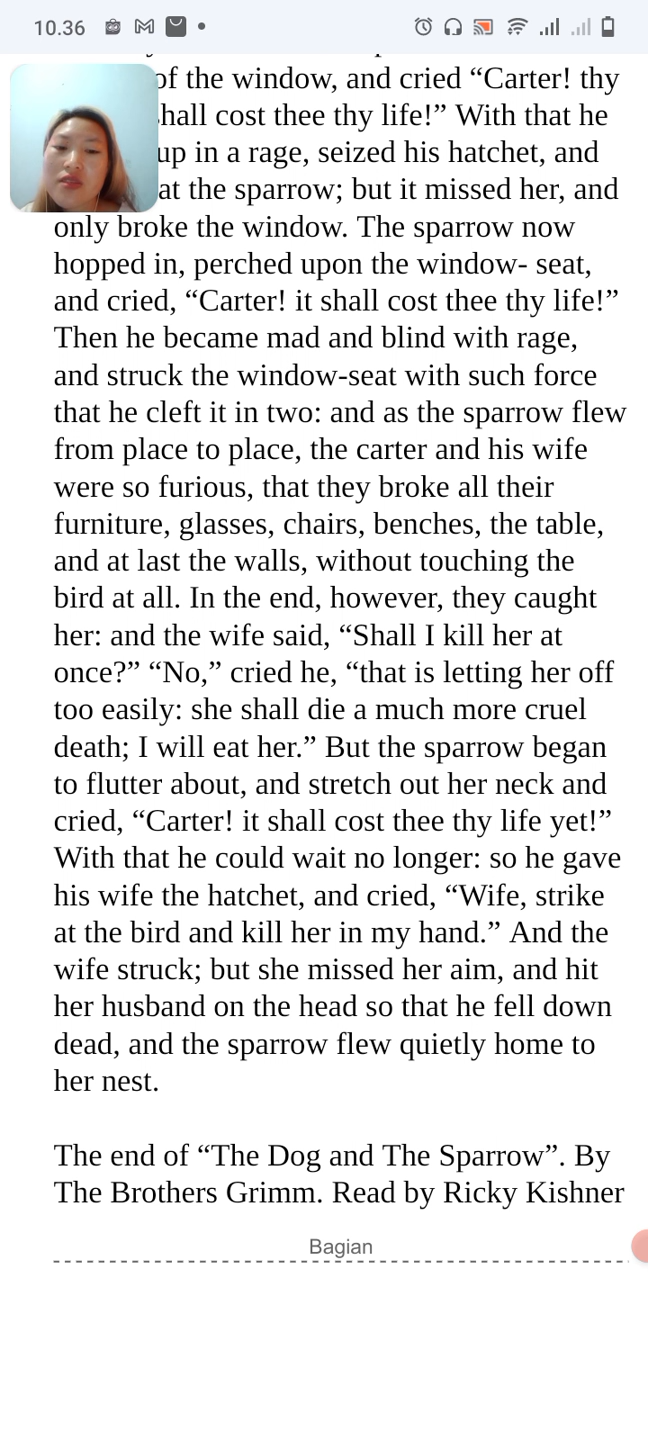 10.36
of the window, and cried “Carter! thy
shall cost thee thy life!” With that he
up in a rage, seized his hatchet, and
at the sparrow; but it missed her, and
only broke the window. The sparrow now
hopped in, perched upon the window- seat,
and cried, “Carter! it shall cost thee thy life!”
Then he became mad and blind with rage,
and struck the window-seat with such force
that he cleft it in two: and as the sparrow flew
from place to place, the carter and his wife
were so furious, that they broke all their
furniture, glasses, chairs, benches, the table,
and at last the walls, without touching the
bird at all. In the end, however, they caught
her: and the wife said, “Shall I kill her at
once?” “No,” cried he, “that is letting her off
too easily: she shall die a much more cruel
death; I will eat her.” But the sparrow began
to flutter about, and stretch out her neck and
cried, “Carter! it shall cost thee thy life yet!”
With that he could wait no longer: so he gave
his wife the hatchet, and cried, “Wife, strike
at the bird and kill her in my hand.” And the
wife struck; but she missed her aim, and hit
her husband on the head so that he fell down
dead, and the sparrow flew quietly home to
her nest.
The end of “The Dog and The Sparrow”. By
The Brothers Grimm. Read by Ricky Kishner
Bagian